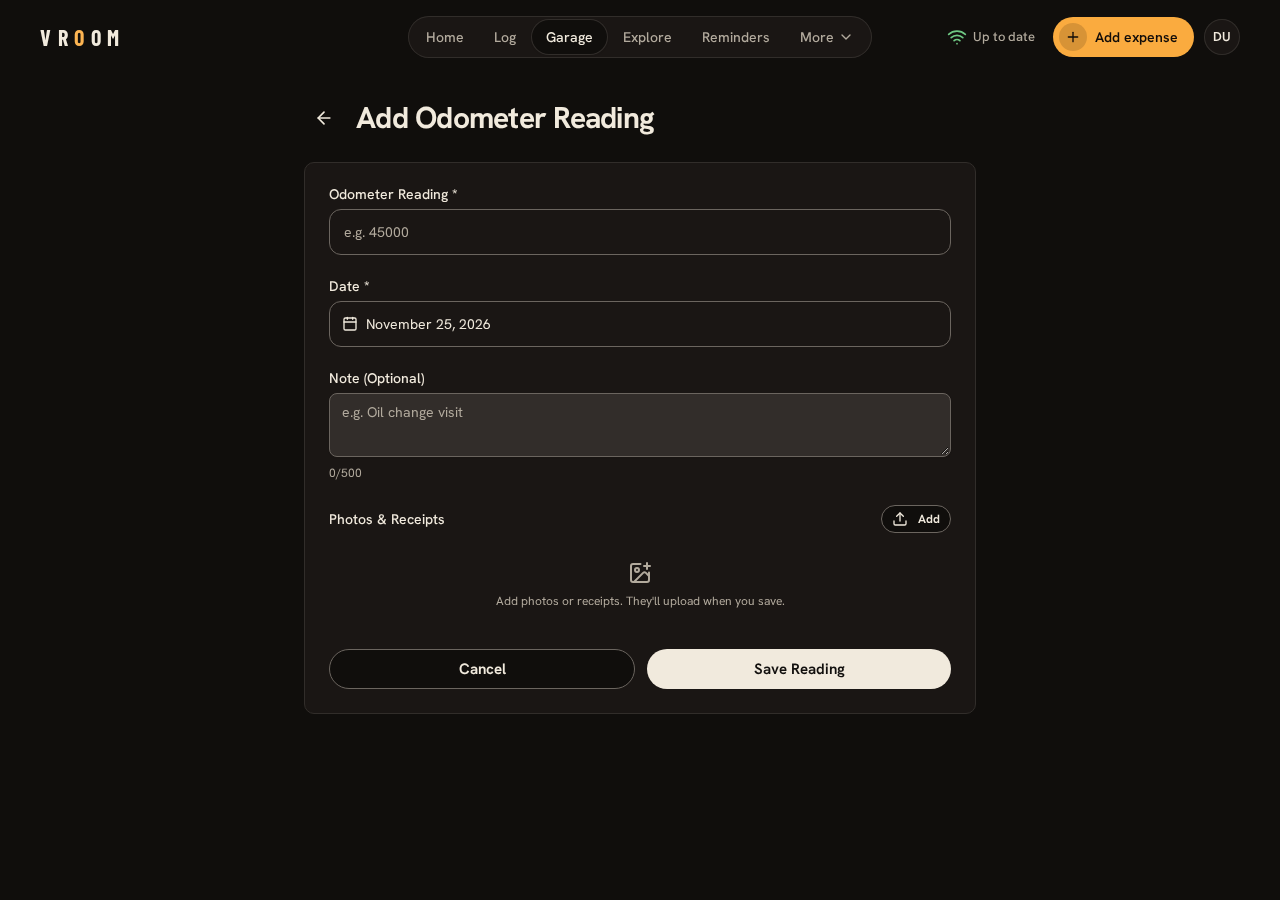 VROOM
Home Log Garage Explore Reminders More
Up to date
Add expense
DU
Add Odometer Reading
Odometer Reading *
e.g. 45000
Date *
November 25, 2026
Note (Optional)
e.g. Oil change visit
0/500
Photos & Receipts
Add
Add photos or receipts. They'll upload when you save.
Cancel
Save Reading